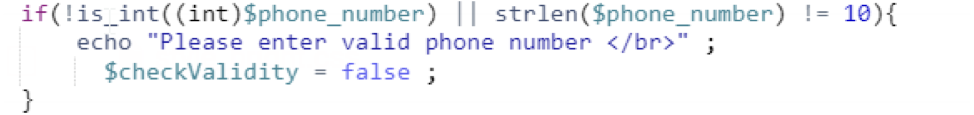 if(!is_int((int)$phone_number) || strlen($phone_number) != 10){
echo "Please enter valid phone number </br>" ;
$checkValidity = false ;
}